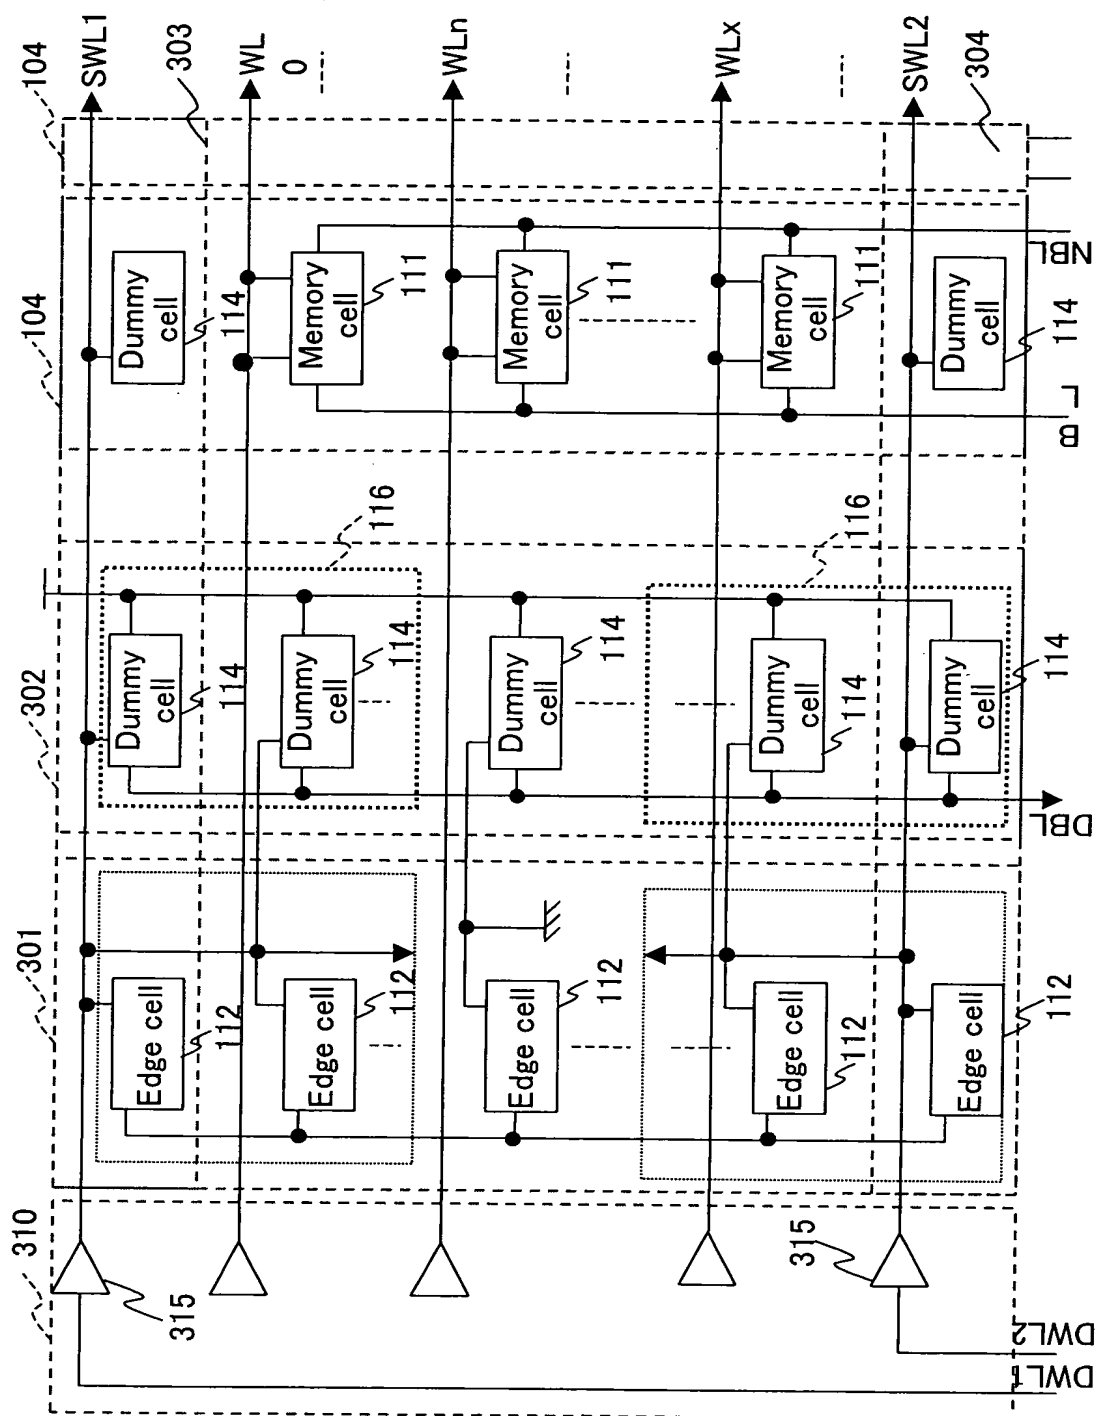 104
SWL1
303
WL
0
WLn
WLx
SWL2
304
104
Dummy cell
114
Memory cell
111
Memory cell
111
Memory cell
111
Dummy cell
114
NBL
B
L
116
116
302
Dummy cell
114
Dummy cell
114
Dummy cell
114
Dummy cell
114
Dummy cell
114
DBL
301
Edge cell
112
Edge cell
112
Edge cell
112
Edge cell
112
Edge cell
112
310
315
315
DWL2
DWL1